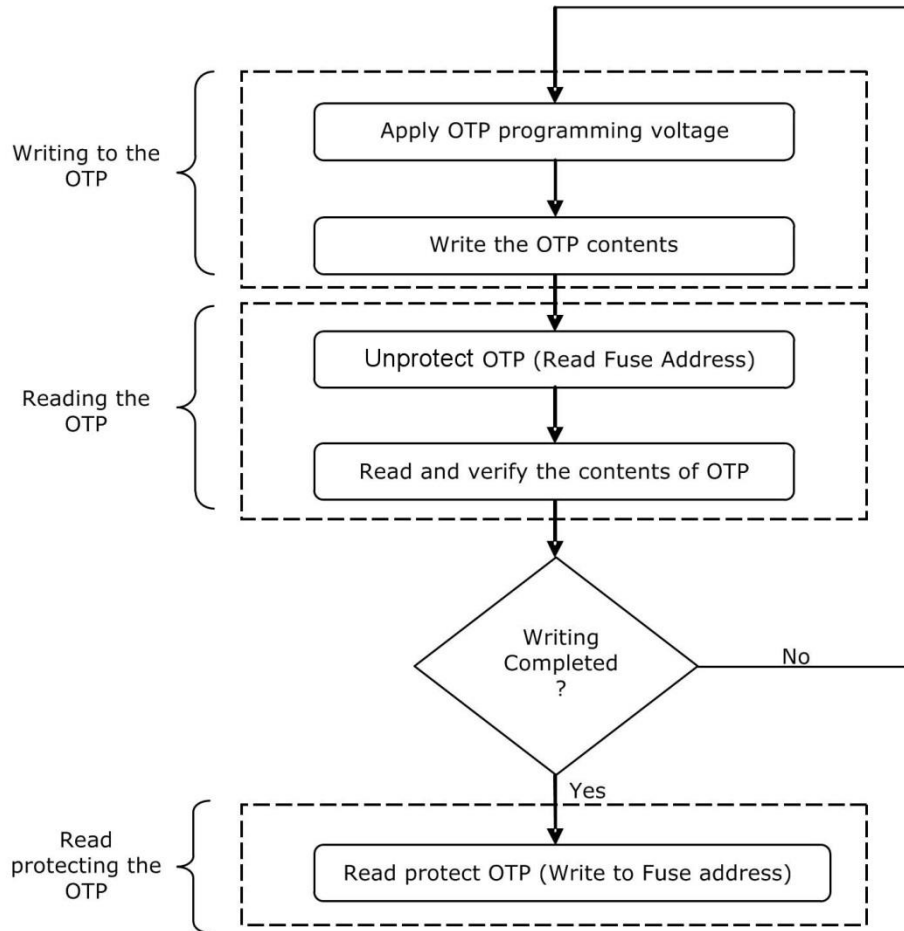 Writing to the
OTP
Apply OTP programming voltage
Write the OTP contents
Reading the
OTP
Unprotect OTP (Read Fuse Address)
Read and verify the contents of OTP
Writing
Completed
?
No
Yes
Read
protecting the
OTP
Read protect OTP (Write to Fuse address)